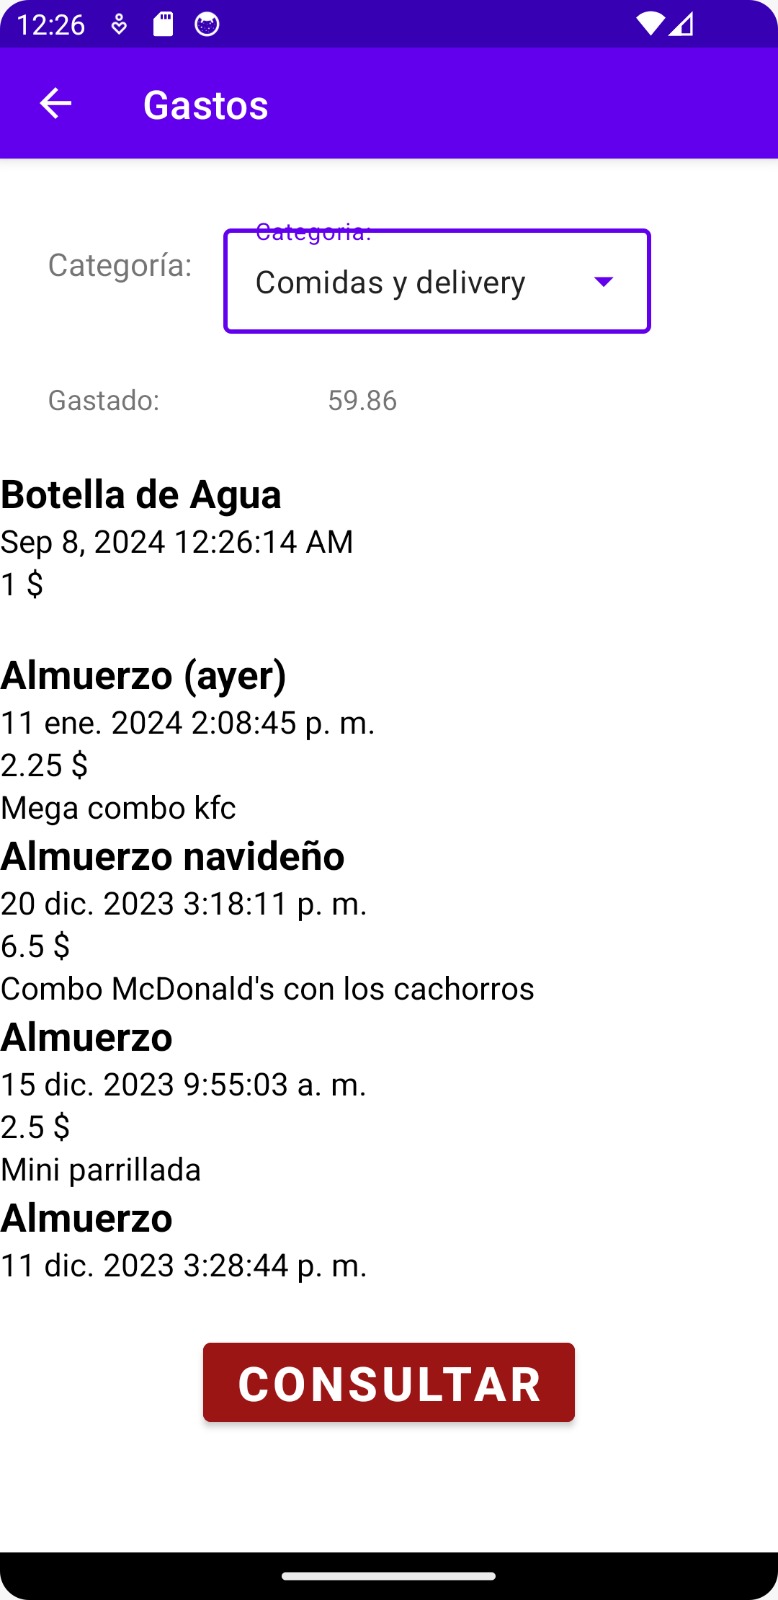 12:26
Gastos
Categoría:
Categoria:
Comidas y delivery
Gastado:
59.86
Botella de Agua
Sep 8, 2024 12:26:14 AM
1 $
Almuerzo (ayer)
11 ene. 2024 2:08:45 p. m.
2.25 $
Mega combo kfc
Almuerzo navideño
20 dic. 2023 3:18:11 p. m.
6.5 $
Combo McDonald's con los cachorros
Almuerzo
15 dic. 2023 9:55:03 a. m.
2.5 $
Mini parrillada
Almuerzo
11 dic. 2023 3:28:44 p. m.
CONSULTAR